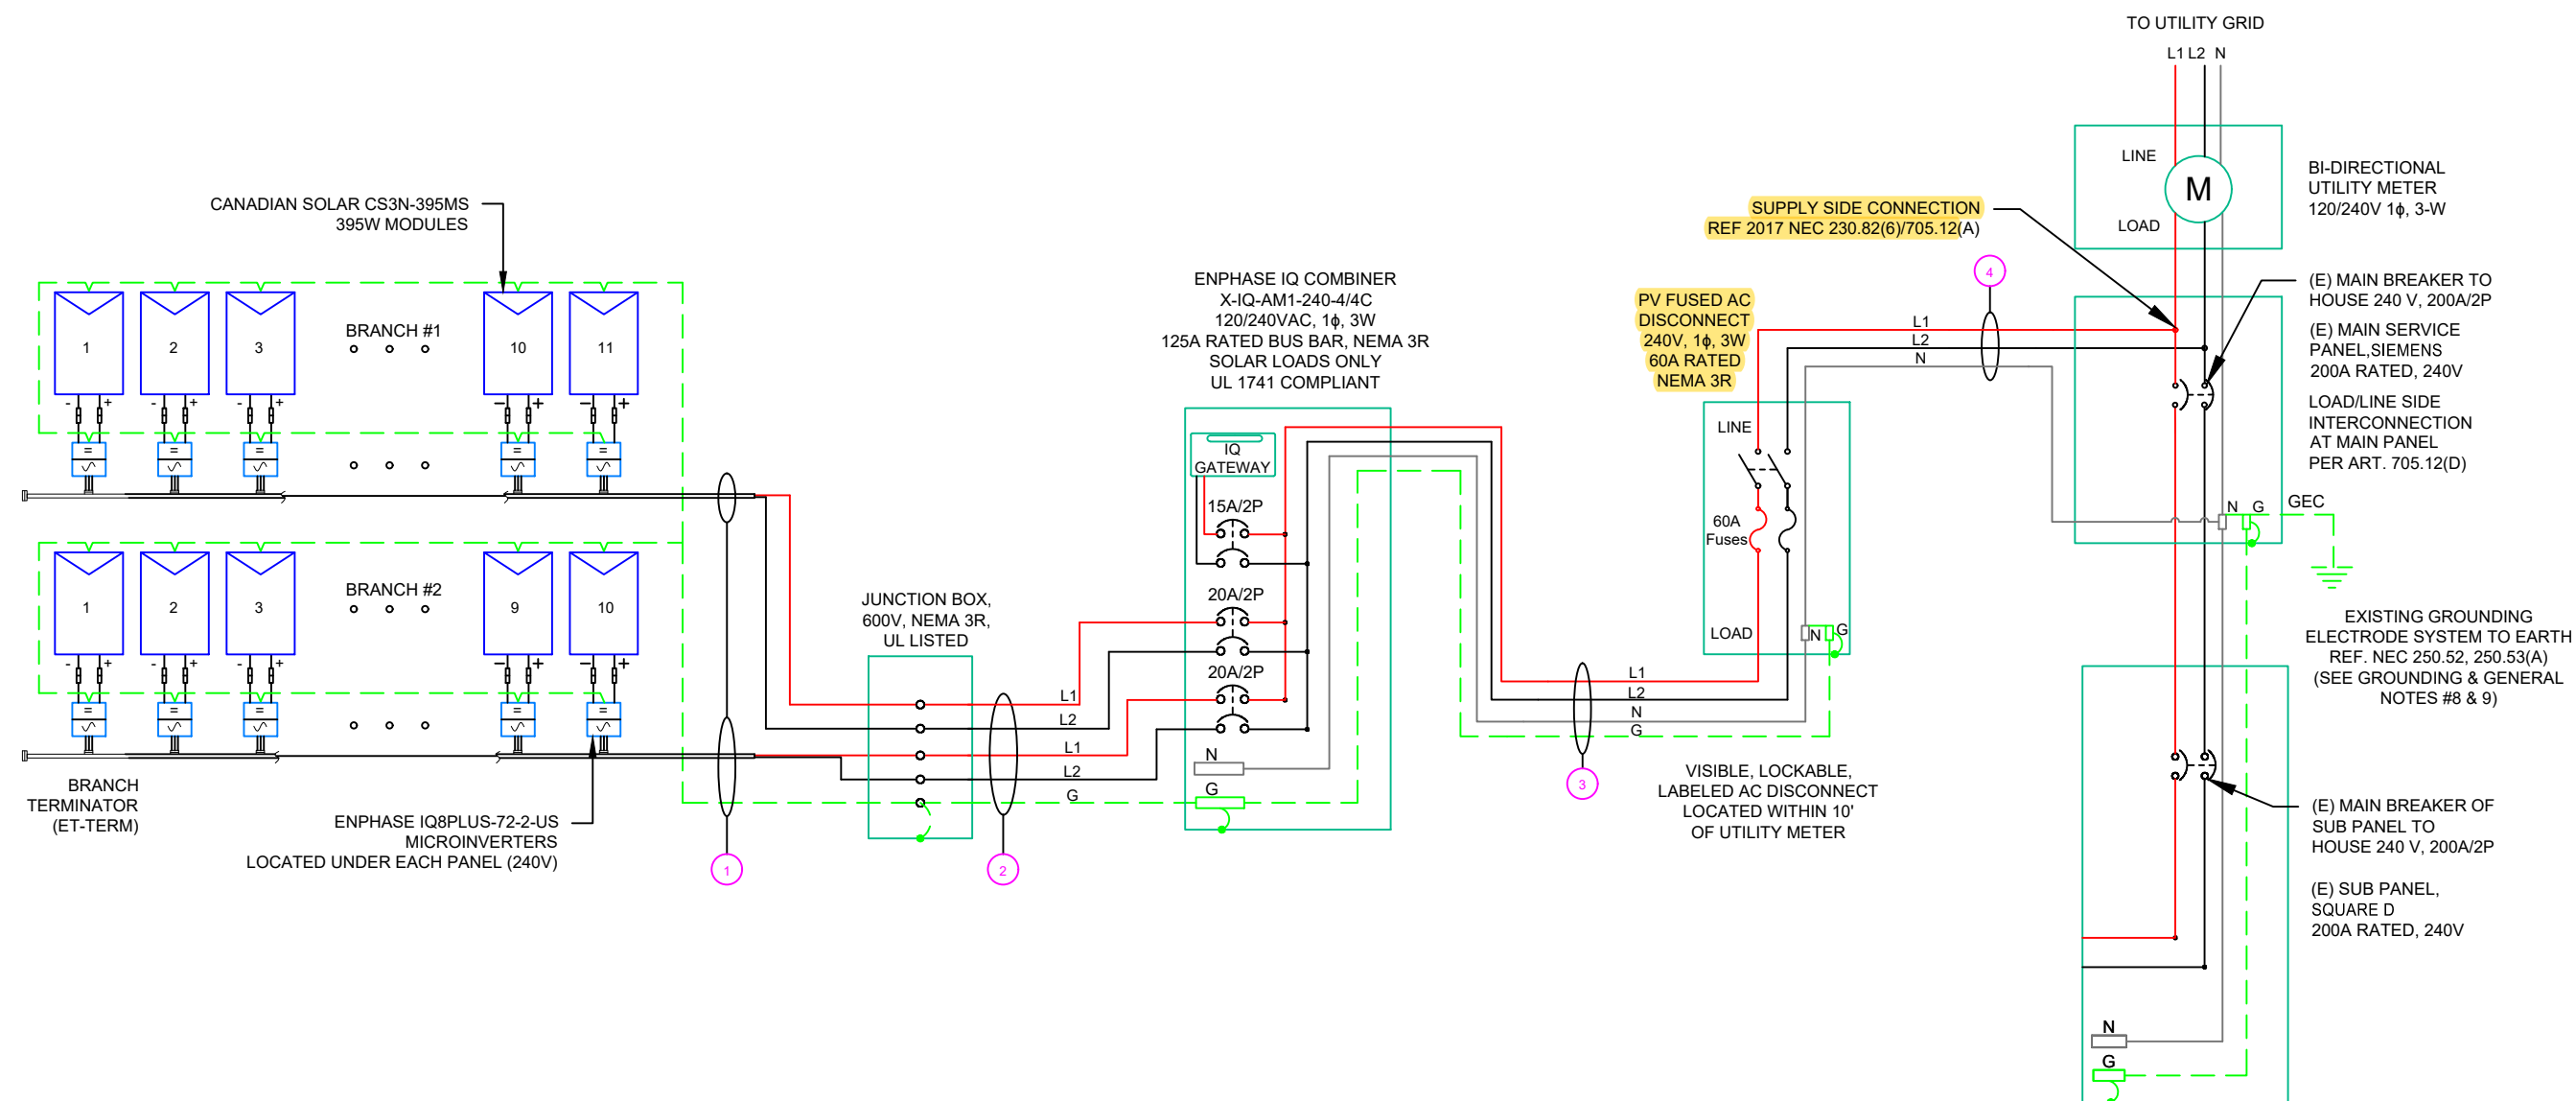 TO UTILITY GRID
L1 L2 N
LINE
M
LOAD
BI-DIRECTIONAL
UTILITY METER
120/240V 1ϕ, 3-W
CANADIAN SOLAR CS3N-395MS
395W MODULES
SUPPLY SIDE CONNECTION
REF 2017 NEC 230.82(6)/705.12(A)
4
(E) MAIN BREAKER TO
HOUSE 240 V, 200A/2P
(E) MAIN SERVICE
PANEL,SIEMENS
200A RATED, 240V
LOAD/LINE SIDE
INTERCONNECTION
AT MAIN PANEL
PER ART. 705.12(D)
ENPHASE IQ COMBINER
X-IQ-AM1-240-4/4C
120/240VAC, 1ϕ, 3W
125A RATED BUS BAR, NEMA 3R
SOLAR LOADS ONLY
UL 1741 COMPLIANT
PV FUSED AC
DISCONNECT
240V, 1ϕ, 3W
60A RATED
NEMA 3R
L1
L2
N
BRANCH #1
1 2 3 10 11
- + - + - + - + - +
= = = = =
LINE
60A
Fuses
LOAD
N G
IQ
GATEWAY
15A/2P
20A/2P
20A/2P
N
G
N G
GEC
EXISTING GROUNDING
ELECTRODE SYSTEM TO EARTH
REF. NEC 250.52, 250.53(A)
(SEE GROUNDING & GENERAL
NOTES #8 & 9)
BRANCH #2
1 2 3 9 10
- + - + - + - + - +
= = = = =
JUNCTION BOX,
600V, NEMA 3R,
UL LISTED
L1
L2
L1
L2
G
L1
L2
N
G
BRANCH
TERMINATOR
(ET-TERM)
ENPHASE IQ8PLUS-72-2-US
MICROINVERTERS
LOCATED UNDER EACH PANEL (240V)
1
2
3
VISIBLE, LOCKABLE,
LABELED AC DISCONNECT
LOCATED WITHIN 10'
OF UTILITY METER
(E) MAIN BREAKER OF
SUB PANEL TO
HOUSE 240 V, 200A/2P
(E) SUB PANEL,
SQUARE D
200A RATED, 240V
N
G